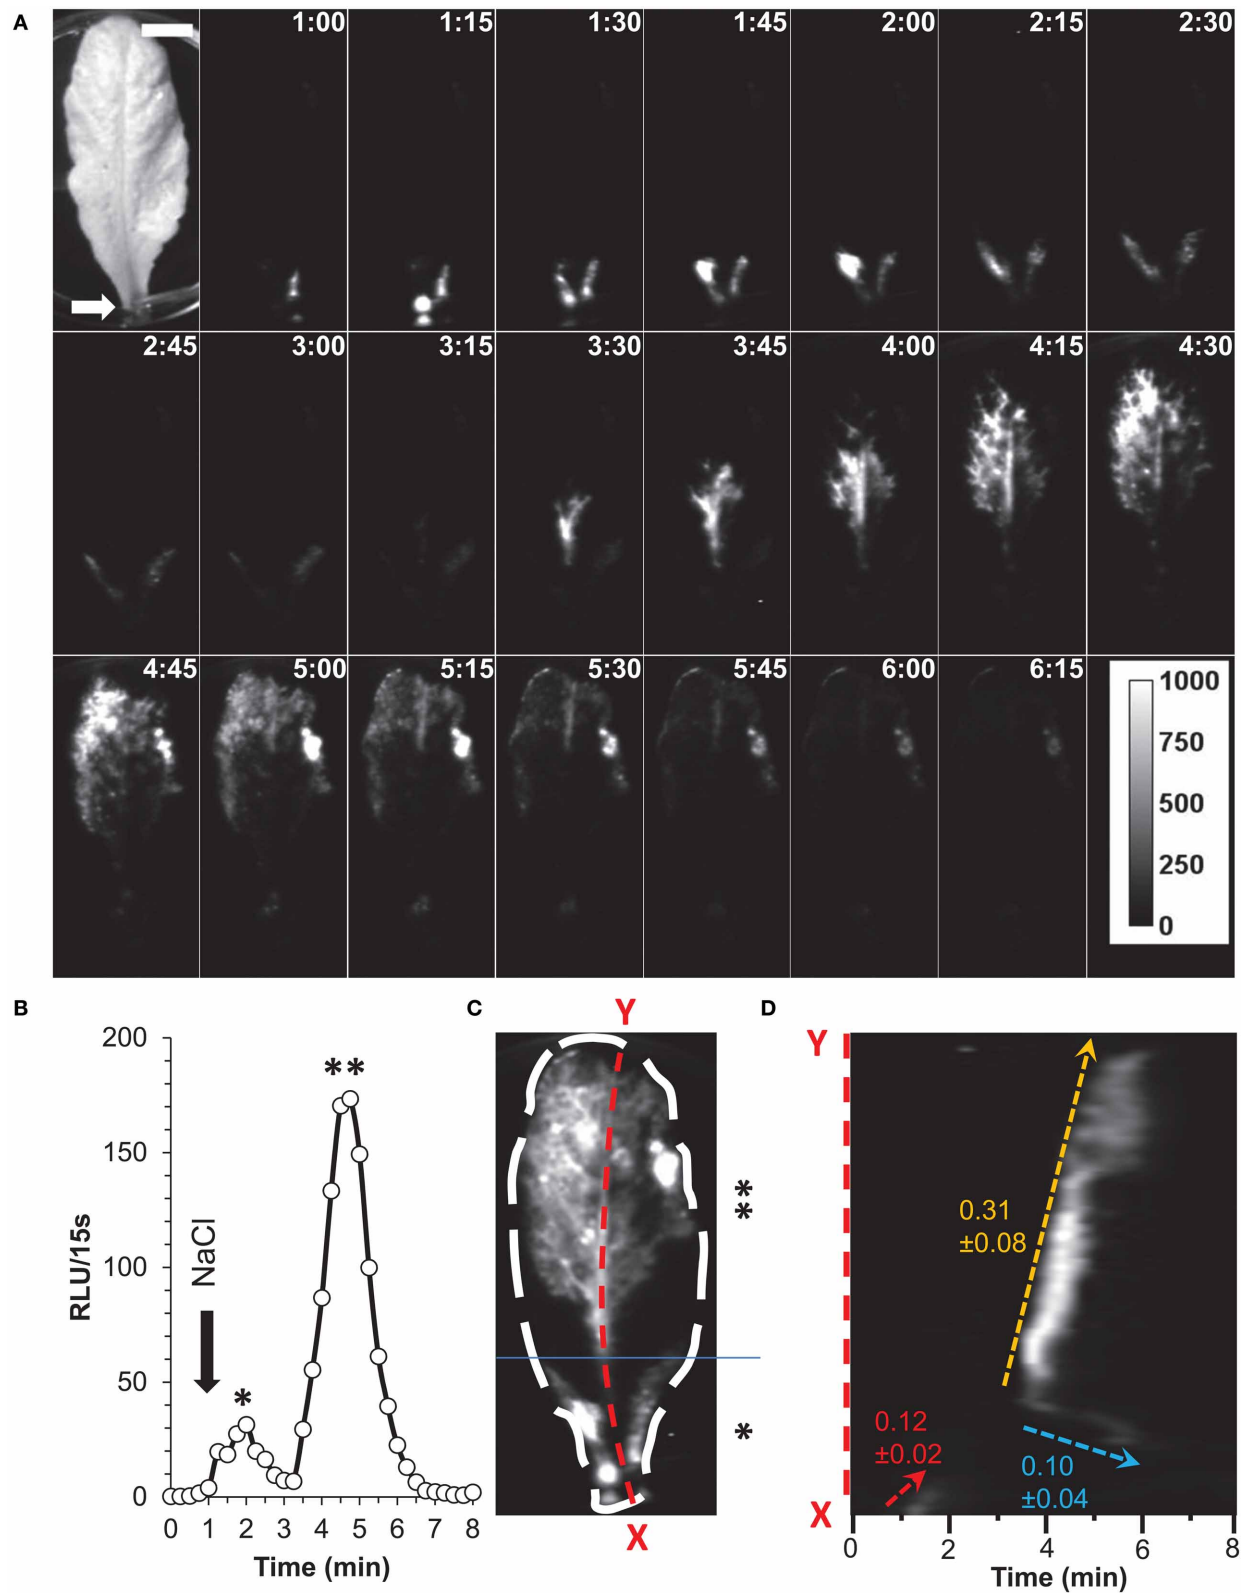 A
1:00 1:15 1:30 1:45 2:00 2:15 2:30
2:45 3:00 3:15 3:30 3:45 4:00 4:15 4:30
4:45 5:00 5:15 5:30 5:45 6:00 6:15
1000
750
500
250
0
B
200
150
100
50
0
RLU/15s
NaCl
*
**
0 1 2 3 4 5 6 7 8
Time (min)
C
Y
*
*
*
X
D
Y
0.31
±0.08
0.12
±0.02
0.10
±0.04
X
0 2 4 6 8
Time (min)